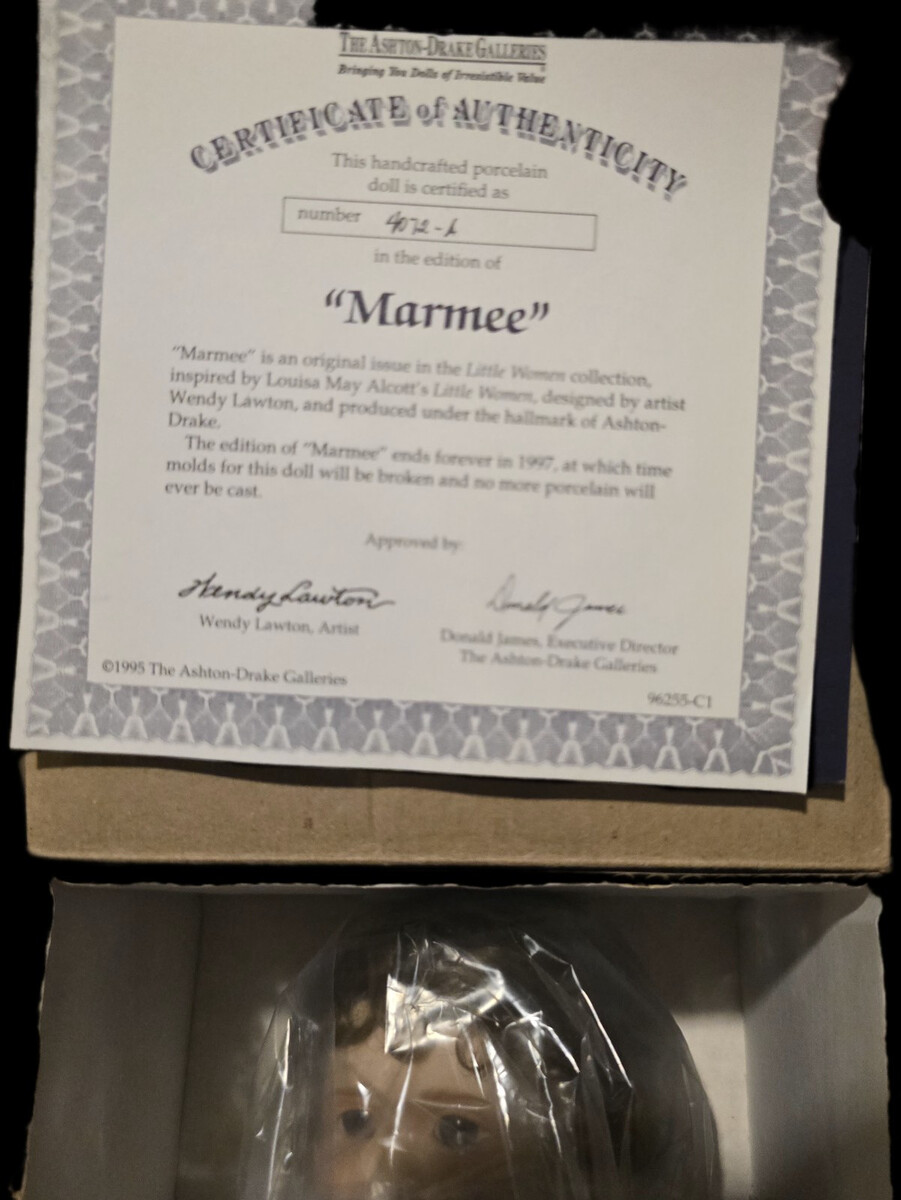 THE ASHTON-DRAKE GALLERIES
Bringing You Dolls of Irresistible Value
CERTIFICATE of AUTHENTICITY
This handcrafted porcelain
doll is certified as
number 4072-A
in the edition of
“Marmee”
“Marmee” is an original issue in the Little Women collection,
inspired by Louisa May Alcott's Little Women, designed by artist
Wendy Lawton, and produced under the hallmark of Ashton-
Drake.
The edition of “Marmee” ends forever in 1997, at which time
molds for this doll will be broken and no more porcelain will
ever be cast.
Approved by:
Wendy Lawton
Donald James
Wendy Lawton, Artist
Donald James, Executive Director
The Ashton-Drake Galleries
©1995 The Ashton-Drake Galleries
96255-C1